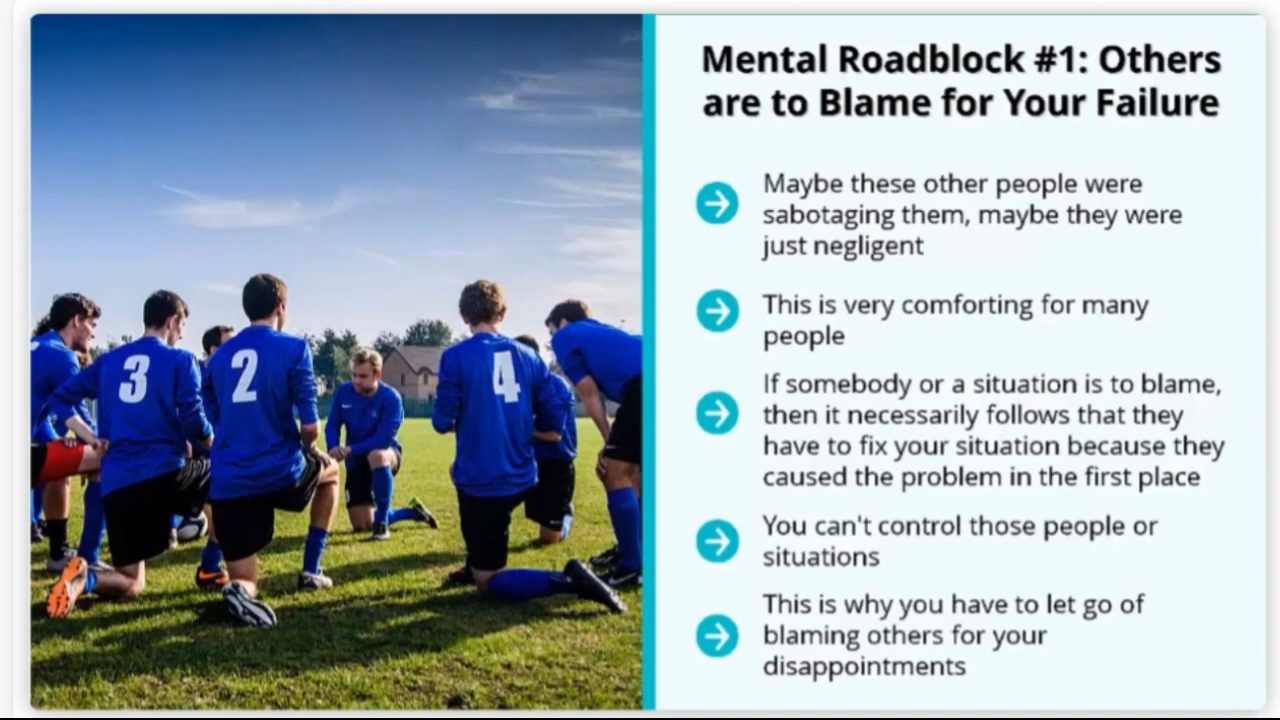 3
2
4
Mental Roadblock #1: Others
are to Blame for Your Failure
Maybe these other people were
sabotaging them, maybe they were
just negligent
This is very comforting for many
people
If somebody or a situation is to blame,
then it necessarily follows that they
have to fix your situation because they
caused the problem in the first place
You can't control those people or
situations
This is why you have to let go of
blaming others for your
disappointments